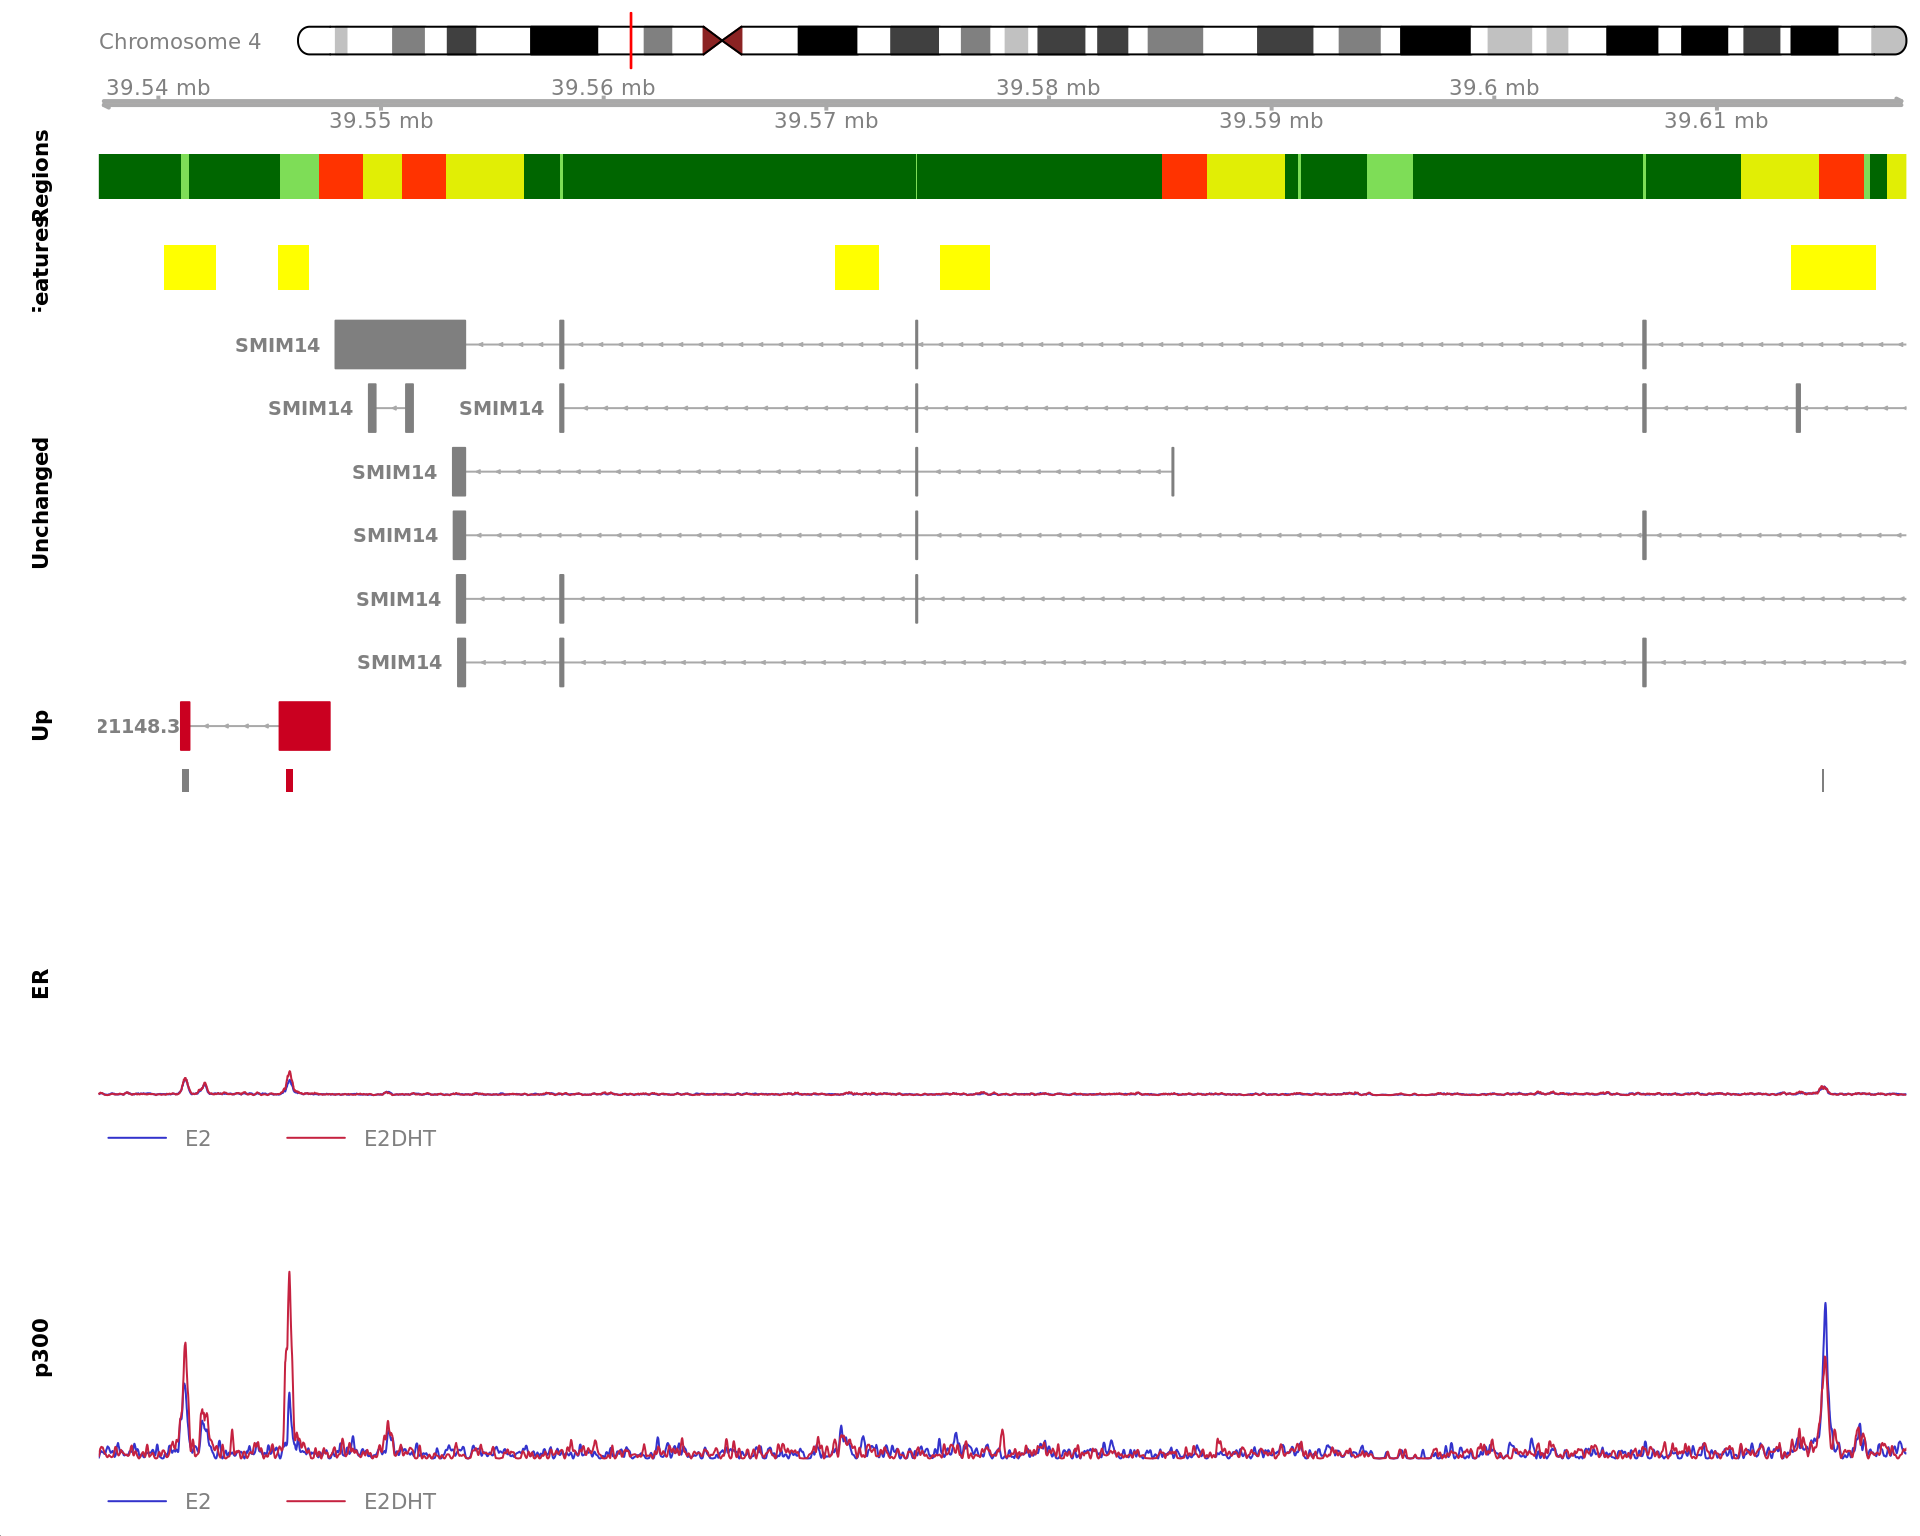 Chromosome 4
39.54 mb 39.56 mb 39.58 mb 39.6 mb
39.55 mb 39.57 mb 39.59 mb 39.61 mb
Regions
eatures
SMIM14
SMIM14 SMIM14
SMIM14
SMIM14
SMIM14
SMIM14
Unchanged
21148.3
Up
ER
E2 E2DHT
p300
E2 E2DHT